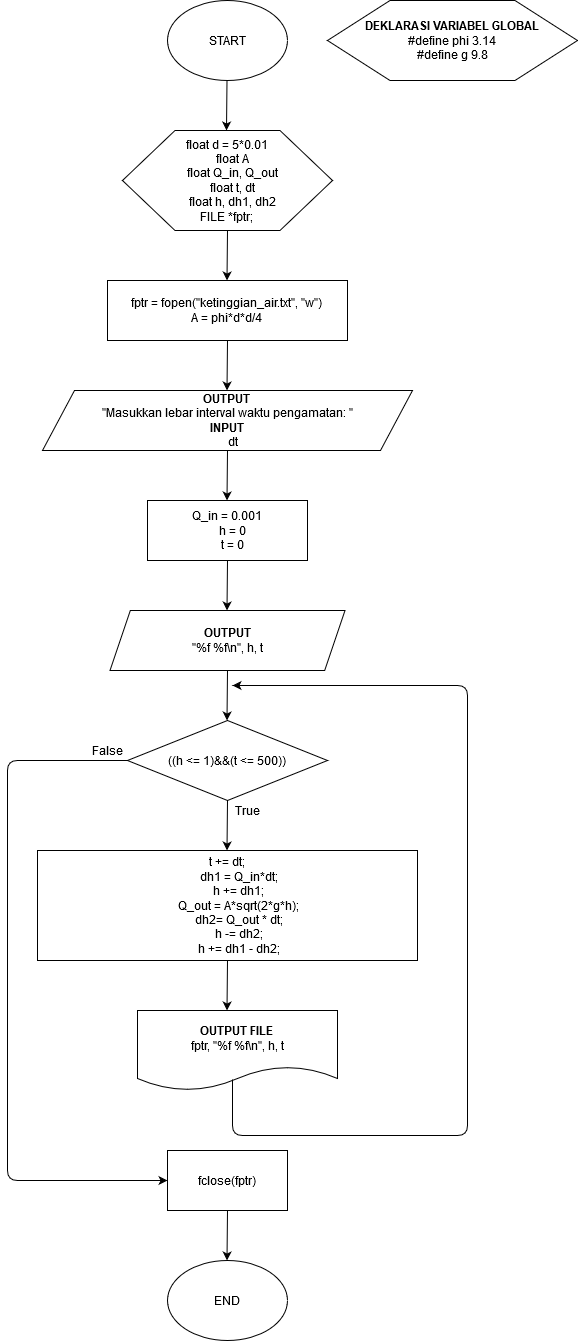 START
DEKLARASI VARIABEL GLOBAL
#define phi 3.14
#define g 9.8
float d = 5*0.01
float A
float Q_in, Q_out
float t, dt
float h, dh1, dh2
FILE *fptr;
fptr = fopen("ketinggian_air.txt", "w")
A = phi*d*d/4
OUTPUT
"Masukkan lebar interval waktu pengamatan: "
INPUT
dt
Q_in = 0.001
h = 0
t = 0
OUTPUT
"%f %f\n", h, t
False
((h <= 1)&&(t <= 500))
True
t += dt;
dh1 = Q_in*dt;
h += dh1;
Q_out = A*sqrt(2*g*h);
dh2= Q_out * dt;
h -= dh2;
h += dh1 - dh2;
OUTPUT FILE
fptr, "%f %f\n", h, t
fclose(fptr)
END